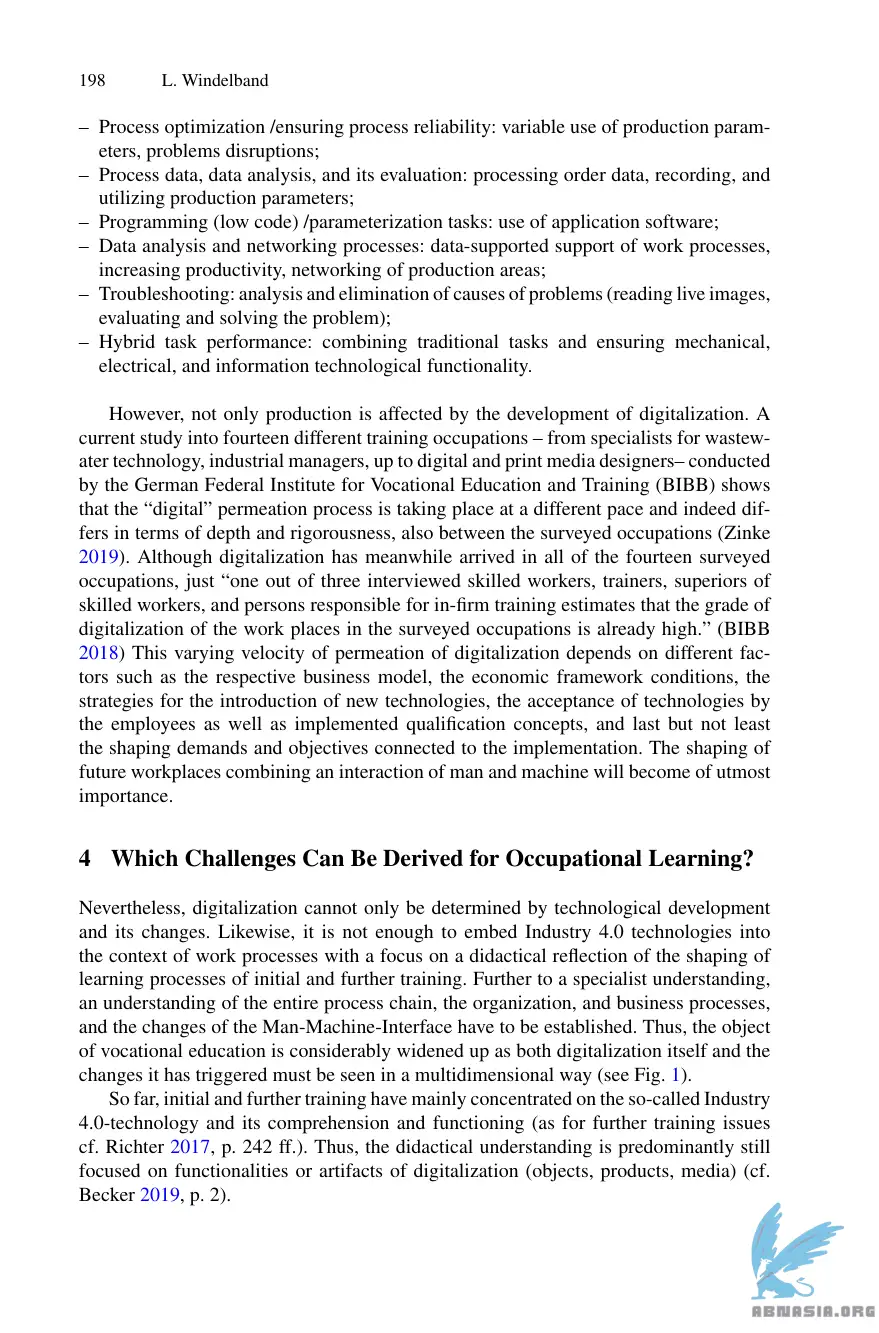 198 L. Windelband
– Process optimization /ensuring process reliability: variable use of production param-
eters, problems disruptions;
– Process data, data analysis, and its evaluation: processing order data, recording, and
utilizing production parameters;
– Programming (low code) /parameterization tasks: use of application software;
– Data analysis and networking processes: data-supported support of work processes,
increasing productivity, networking of production areas;
– Troubleshooting: analysis and elimination of causes of problems (reading live images,
evaluating and solving the problem);
– Hybrid task performance: combining traditional tasks and ensuring mechanical,
electrical, and information technological functionality.
However, not only production is affected by the development of digitalization. A
current study into fourteen different training occupations – from specialists for wastew-
ater technology, industrial managers, up to digital and print media designers– conducted
by the German Federal Institute for Vocational Education and Training (BIBB) shows
that the “digital” permeation process is taking place at a different pace and indeed dif-
fers in terms of depth and rigorousness, also between the surveyed occupations (Zinke
2019). Although digitalization has meanwhile arrived in all of the fourteen surveyed
occupations, just “one out of three interviewed skilled workers, trainers, superiors of
skilled workers, and persons responsible for in-firm training estimates that the grade of
digitalization of the work places in the surveyed occupations is already high.” (BIBB
2018) This varying velocity of permeation of digitalization depends on different fac-
tors such as the respective business model, the economic framework conditions, the
strategies for the introduction of new technologies, the acceptance of technologies by
the employees as well as implemented qualification concepts, and last but not least
the shaping demands and objectives connected to the implementation. The shaping of
future workplaces combining an interaction of man and machine will become of utmost
importance.
4 Which Challenges Can Be Derived for Occupational Learning?
Nevertheless, digitalization cannot only be determined by technological development
and its changes. Likewise, it is not enough to embed Industry 4.0 technologies into
the context of work processes with a focus on a didactical reflection of the shaping of
learning processes of initial and further training. Further to a specialist understanding,
an understanding of the entire process chain, the organization, and business processes,
and the changes of the Man-Machine-Interface have to be established. Thus, the object
of vocational education is considerably widened up as both digitalization itself and the
changes it has triggered must be seen in a multidimensional way (see Fig. 1).
So far, initial and further training have mainly concentrated on the so-called Industry
4.0-technology and its comprehension and functioning (as for further training issues
cf. Richter 2017, p. 242 ff.). Thus, the didactical understanding is predominantly still
focused on functionalities or artifacts of digitalization (objects, products, media) (cf.
Becker 2019, p. 2).
ABNASIA.ORG